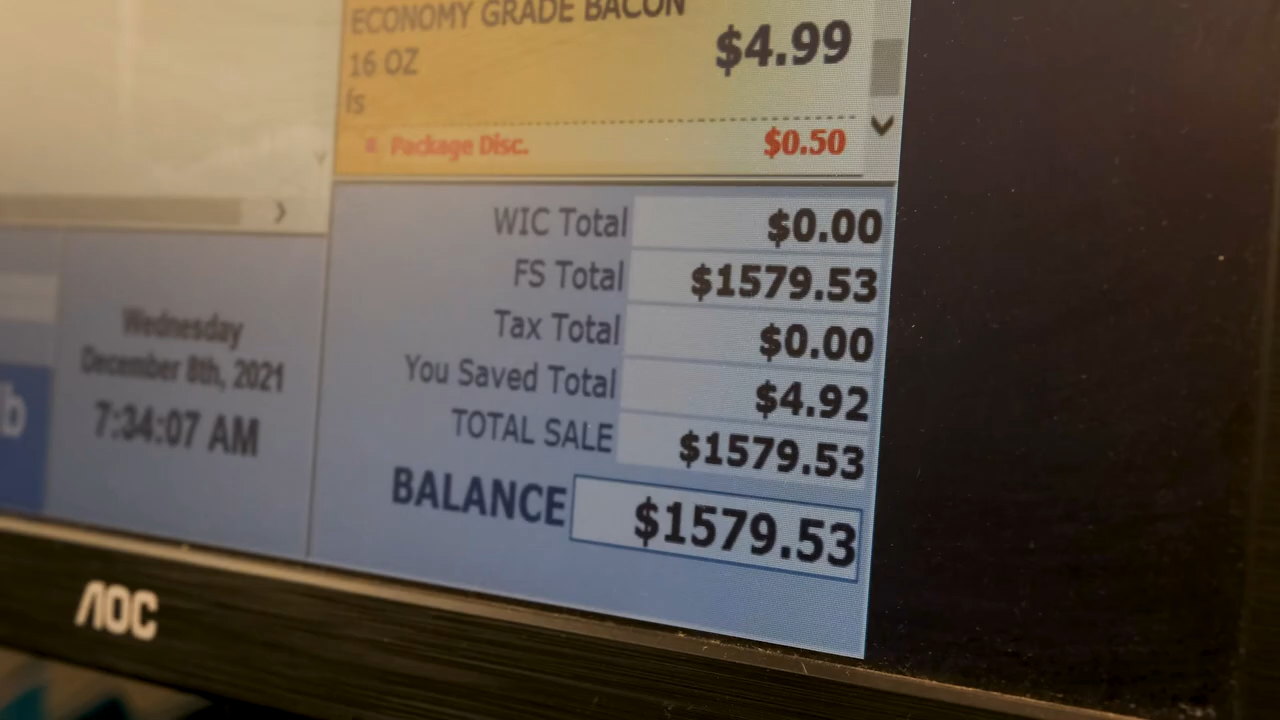 ECONOMY GRADE BACON
16 OZ
$4.99
fs
Package Disc. $0.50
WIC Total $0.00
FS Total $1579.53
Tax Total $0.00
You Saved Total $4.92
TOTAL SALE $1579.53
BALANCE $1579.53
Wednesday
December 8th, 2021
7:34:07 AM
b
AOC